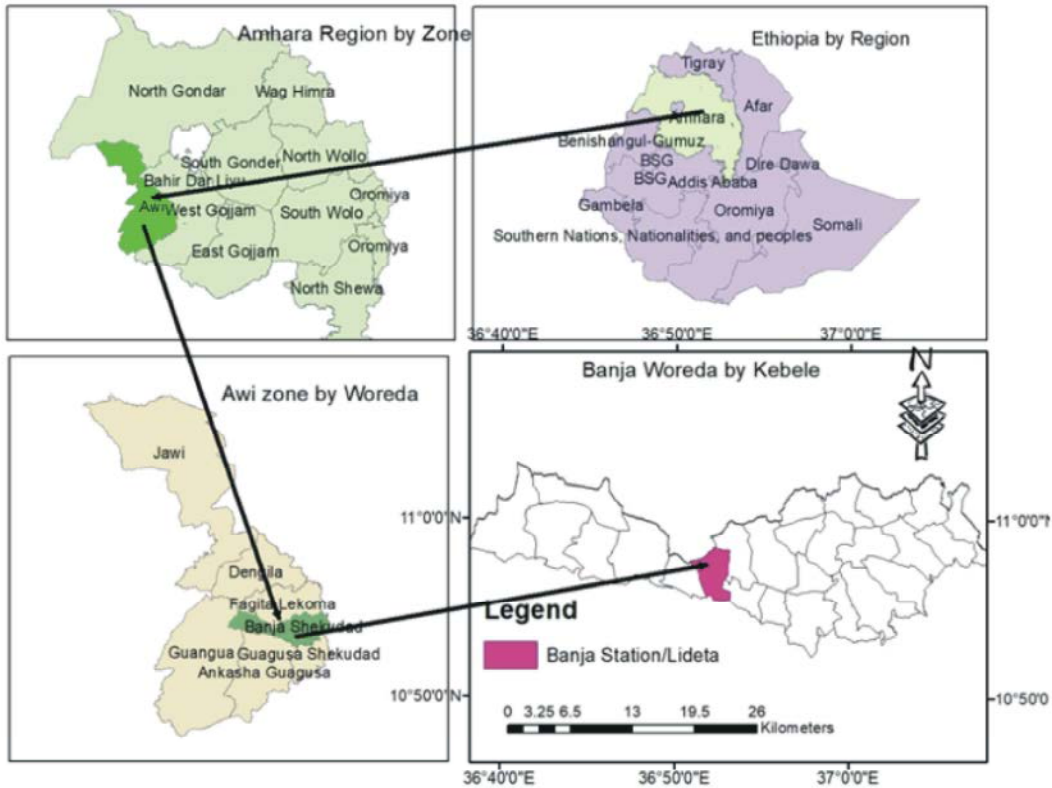 Amhara Region by Zone
North Gondar
Wag Himra
South Gonder
North Wollo
Bahir Dar Liyu
Oromiya
Awi
West Gojjam
South Wolo
East Gojjam
Oromiya
North Shewa
Ethiopia by Region
Tigray
Afar
Amhara
Benishangul-Gumuz
BSG
Dire Dawa
BSG
Addis Ababa
Gambela
Oromiya
Somali
Southern Nations, Nationalities, and peoples
Awi zone by Woreda
Jawi
Dengila
Fagita Lekoma
Banja Shekudad
Guangua
Guagusa Shekudad
Ankasha Guagusa
36°40'0"E
36°50'0"E
37°0'0"E
Banja Woreda by Kebele
N
11°0'0"N
11°0'0"N
Legend
Banja Station/Lideta
10°50'0"N
10°50'0"
0 3.25 6.5 13 19.5 26
Kilometers
36°40'0"E
36°50'0"E
37°0'0"E